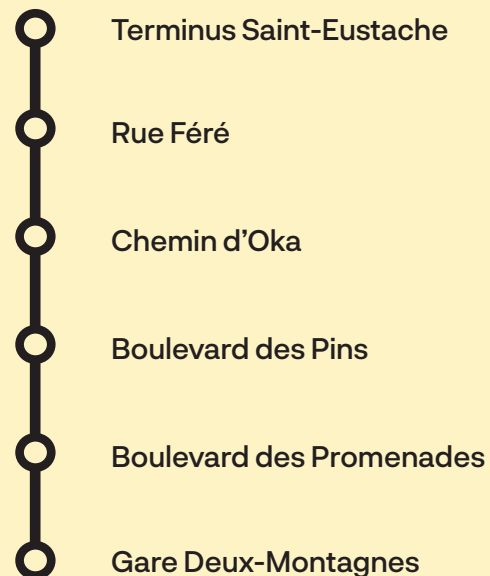 Terminus Saint-Eustache
Rue Féré
Chemin d’Oka
Boulevard des Pins
Boulevard des Promenades
Gare Deux-Montagnes